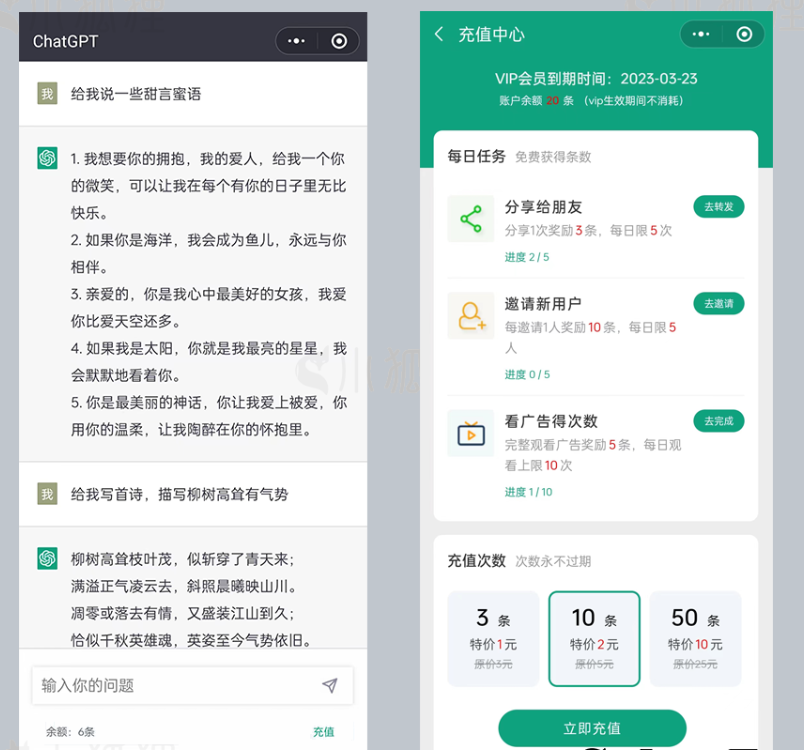 ChatGPT
我
给我说一些甜言蜜语
1. 我想要你的拥抱，我的爱人，给我一个你
的微笑，可以让我在每个有你的日子里无比
快乐。
2. 如果你是海洋，我会成为鱼儿，永远与你
相伴。
3. 亲爱的，你是我心中最美好的女孩，我爱
你比爱天空还多。
4. 如果我是太阳，你就是我最亮的星星，我
会默默地看着你。
5. 你是最美丽的神话，你让我爱上被爱，你
用你的温柔，让我陶醉在你的怀抱里。
我
给我写首诗，描写柳树高耸有气势
柳树高耸枝叶茂，似斩穿了青天来；
满溢正气凌云去，斜照晨曦映山川。
凋零或落去有情，又盛装江山到久；
恰似千秋英雄魂，英姿至今气势依旧。
输入你的问题
余额：6条
充值
充值中心
VIP会员到期时间：2023-03-23
账户余额 20 条 （vip生效期间不消耗）
每日任务 免费获得条数
分享给朋友
去转发
分享1次奖励3条，每日限5次
进度 2 / 5
邀请新用户
去邀请
每邀请1人奖励10条，每日限5
人
进度 0 / 5
看广告得次数
去完成
完整观看广告奖励5条，每日观
看上限10次
进度 1 / 10
充值次数 次数永不过期
3 条
特价1元
原价3元
10 条
特价2元
原价5元
50 条
特价10元
原价25元
立即充值